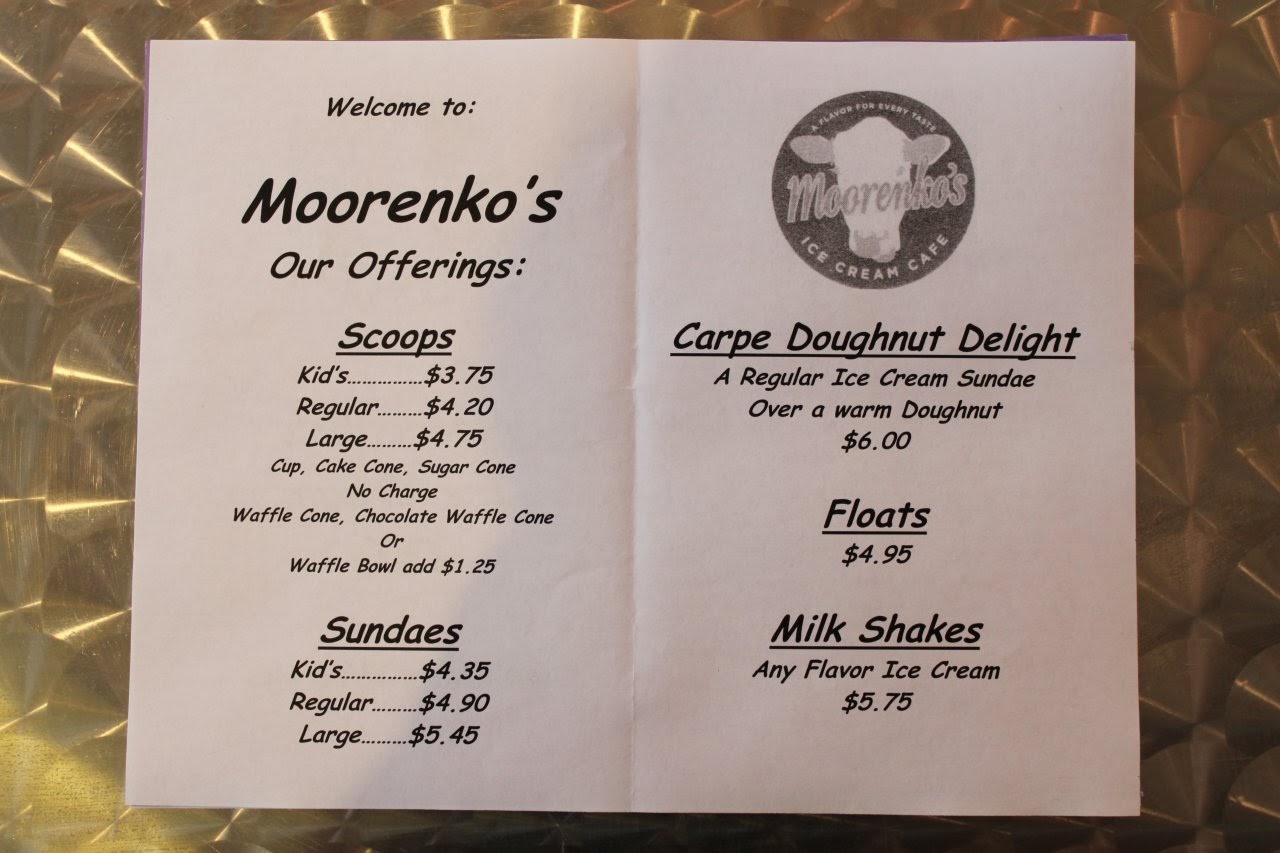 Welcome to:
Moorenko's
Our Offerings:
Scoops
Kid's...............$3.75
Regular.........$4.20
Large.........$4.75
Cup, Cake Cone, Sugar Cone
No Charge
Waffle Cone, Chocolate Waffle Cone
Or
Waffle Bowl add $1.25
Sundaes
Kid's...............$4.35
Regular.........$4.90
Large.........$5.45
A FLAVOR FOR EVERY TASTE
Moorenko's
ICE CREAM CAFE
Carpe Doughnut Delight
A Regular Ice Cream Sundae
Over a warm Doughnut
$6.00
Floats
$4.95
Milk Shakes
Any Flavor Ice Cream
$5.75